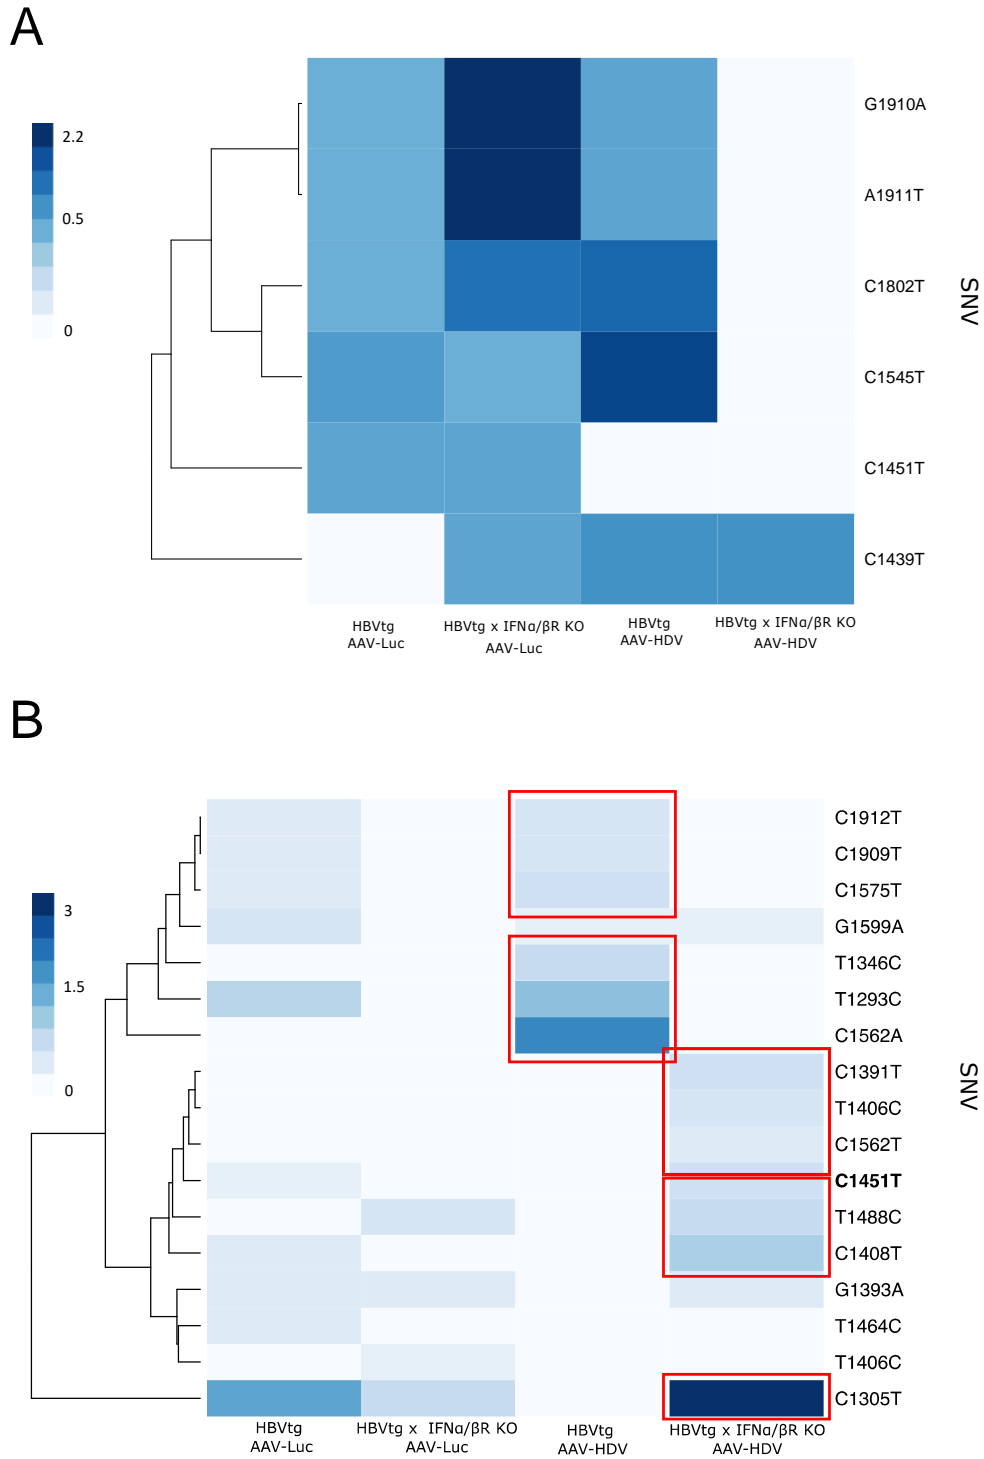 A
2.2
0.5
0
G1910A
A1911T
C1802T
C1545T
C1451T
C1439T
SNV
HBVtg
AAV-Luc
HBVtg x IFNα/βR KO
AAV-Luc
HBVtg
AAV-HDV
HBVtg x IFNα/βR KO
AAV-HDV
B
3
1.5
0
C1912T
C1909T
C1575T
G1599A
T1346C
T1293C
C1562A
C1391T
T1406C
C1562T
C1451T
T1488C
C1408T
G1393A
T1464C
T1406C
C1305T
SNV
HBVtg
AAV-Luc
HBVtg x IFNα/βR KO
AAV-Luc
HBVtg
AAV-HDV
HBVtg x IFNα/βR KO
AAV-HDV